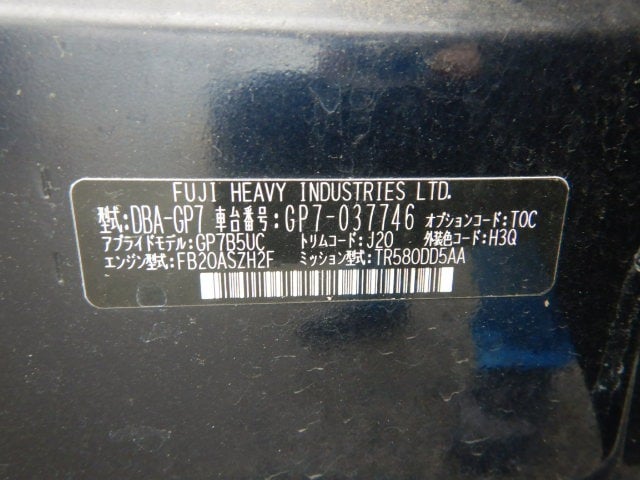 FUJI HEAVY INDUSTRIES LTD.
型式:DBA-GP7 車台番号:GP7-037746 オプションコード:TOC
アプライドモデル:GP7B5UC トリムコード:J20 外装色コード:H3Q
エンジン型式:FB20ASZH2F ミッション型式:TR580DD5AA